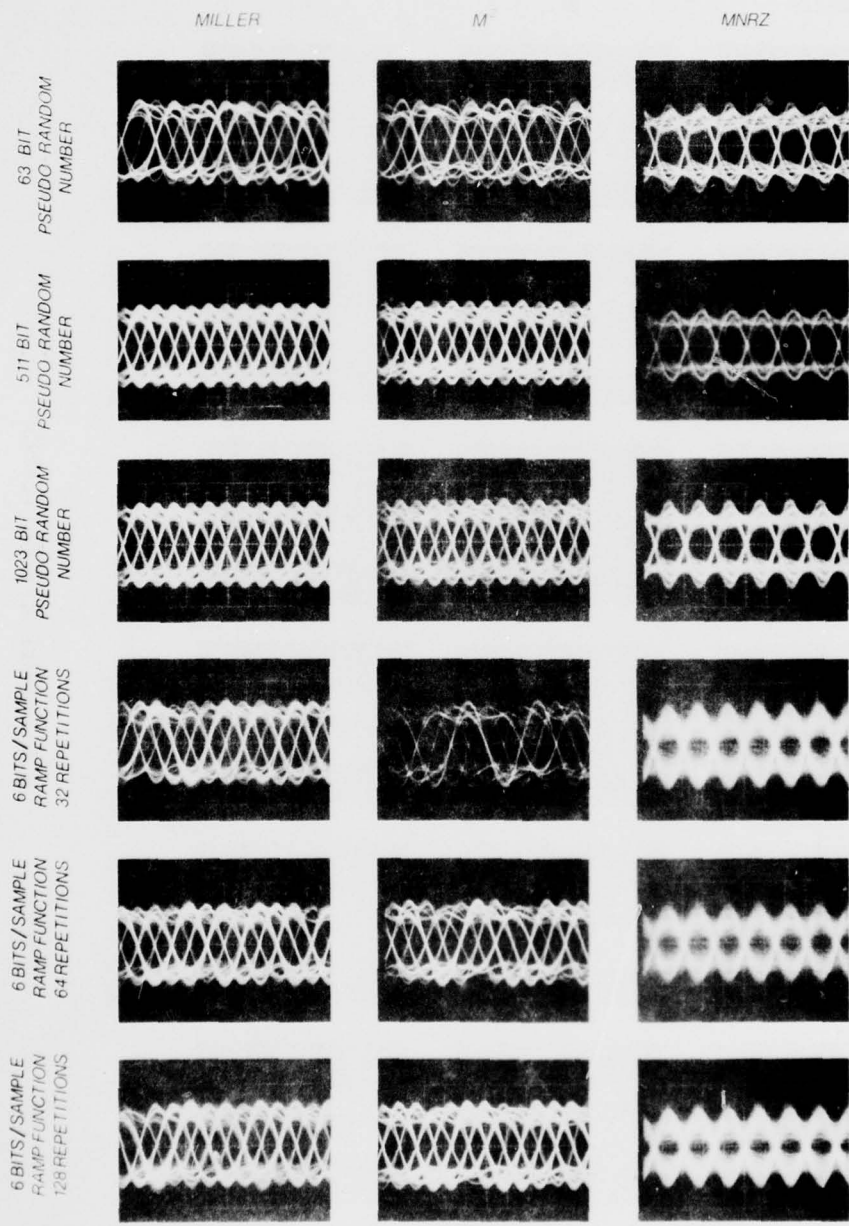 MILLER
M²
MNRZ
63 BIT
PSEUDO RANDOM
NUMBER
511 BIT
PSEUDO RANDOM
NUMBER
1023 BIT
PSEUDO RANDOM
NUMBER
6 BITS/SAMPLE
RAMP FUNCTION
32 REPETITIONS
6 BITS/SAMPLE
RAMP FUNCTION
64 REPETITIONS
6 BITS/SAMPLE
RAMP FUNCTION
128 REPETITIONS